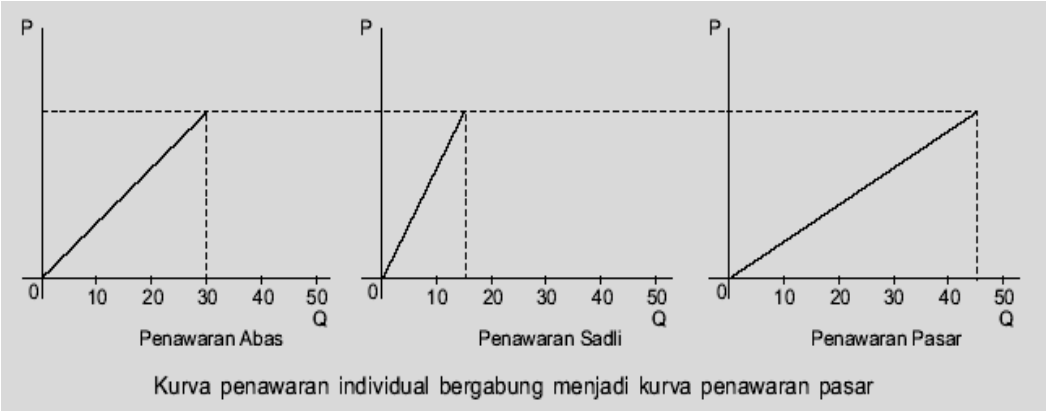 P P P
0 10 20 30 40 50 0 10 20 30 40 50 0 10 20 30 40 50
Q Q Q
Penawaran Abas Penawaran Sadli Penawaran Pasar
Kurva penawaran individual bergabung menjadi kurva penawaran pasar